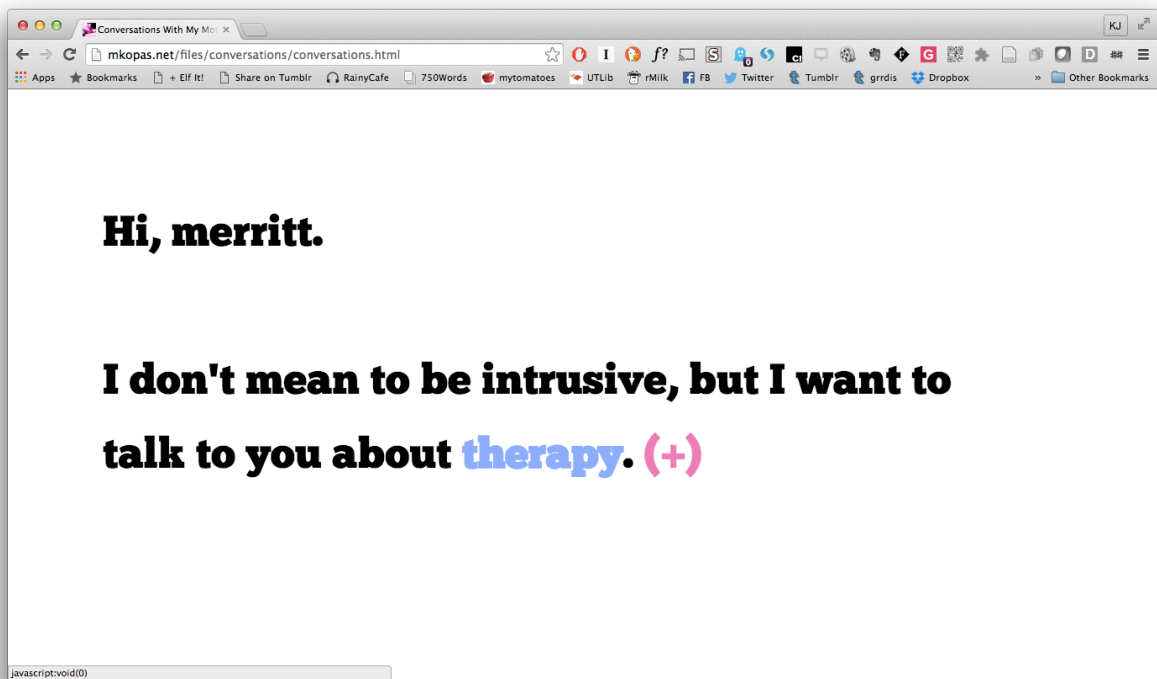 Conversations With My Mot
KJ
mkopas.net/files/conversations/conversations.html
Apps Bookmarks + Elf It! Share on Tumblr RainyCafe 750Words mytomatoes UTLib rMilk FB Twitter Tumblr grrdis Dropbox » Other Bookmarks
Hi, merritt.
I don't mean to be intrusive, but I want to
talk to you about therapy. (+)
javascript:void(0)